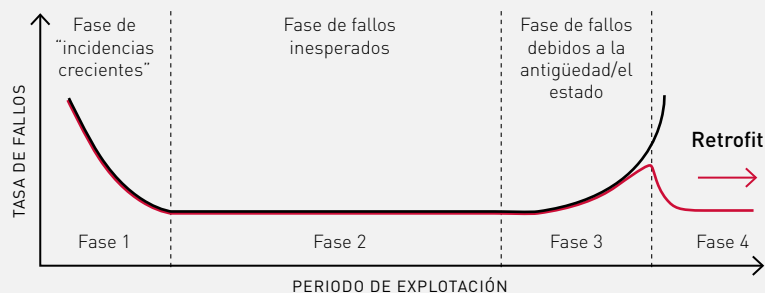 Fase de
“incidencias
crecientes”
Fase de fallos
inesperados
Fase de fallos
debidos a la
antigüedad/el
estado
Retrofit
TASA DE FALLOS
Fase 1
Fase 2
Fase 3
Fase 4
PERIODO DE EXPLOTACIÓN